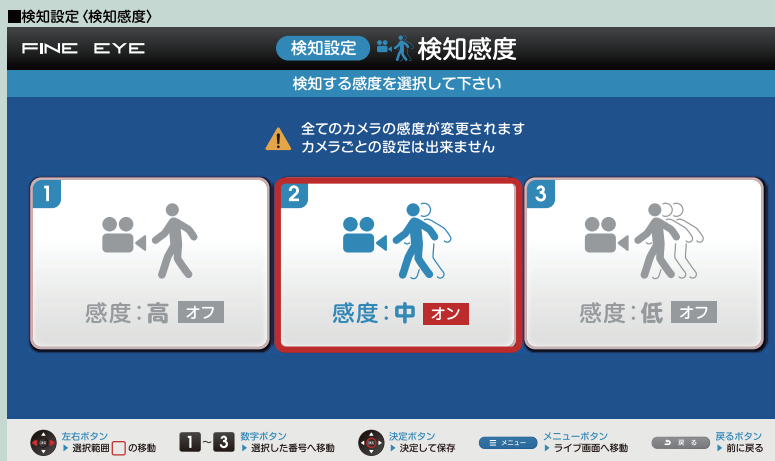 ■検知設定〈検知感度〉
FINE EYE
検知設定 検知感度
検知する感度を選択して下さい
全てのカメラの感度が変更されます
カメラごとの設定は出来ません
1
感度:高 オフ
2
感度:中 オン
3
感度:低 オフ
左右ボタン
▶選択範囲 の移動
1~3
数字ボタン
▶選択した番号へ移動
決定ボタン
▶決定して保存
☰ メニュー
メニューボタン
▶ライブ画面へ移動
戻る
戻るボタン
▶前に戻る